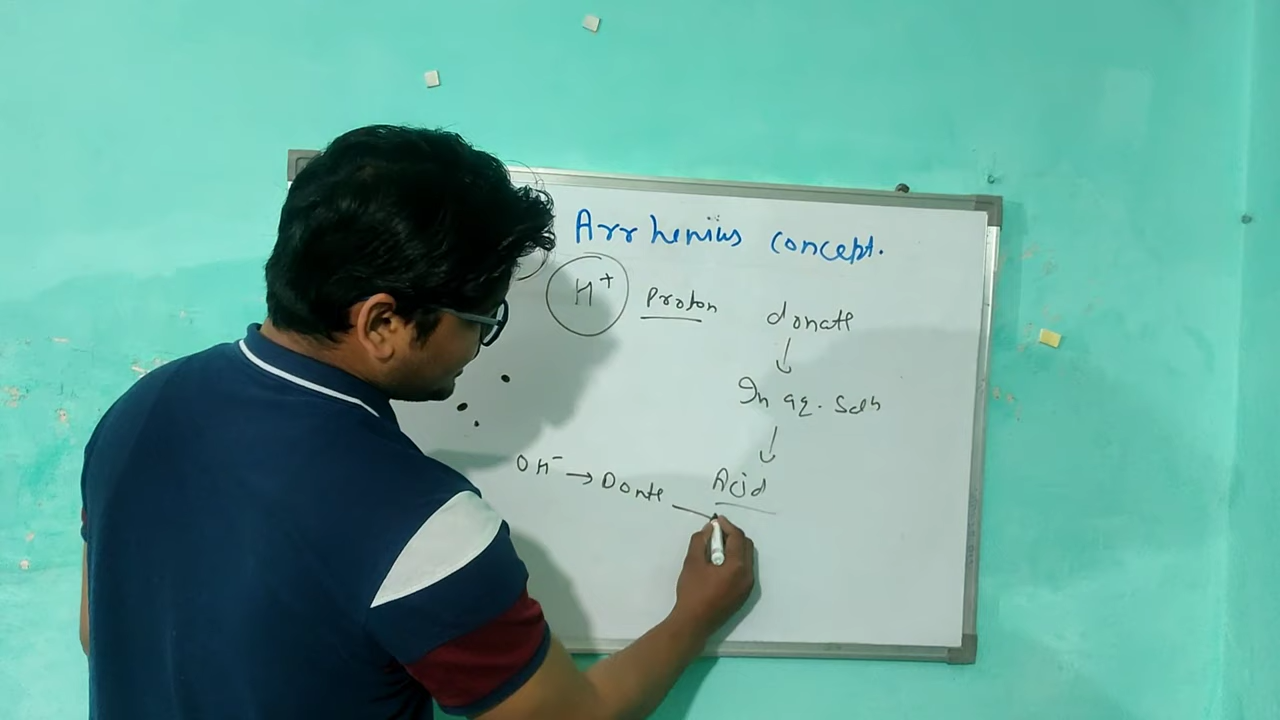 Arrhenius concept.
H+ Proton donate
↓
In aq. Soln
↓
OH- → Donte Acid